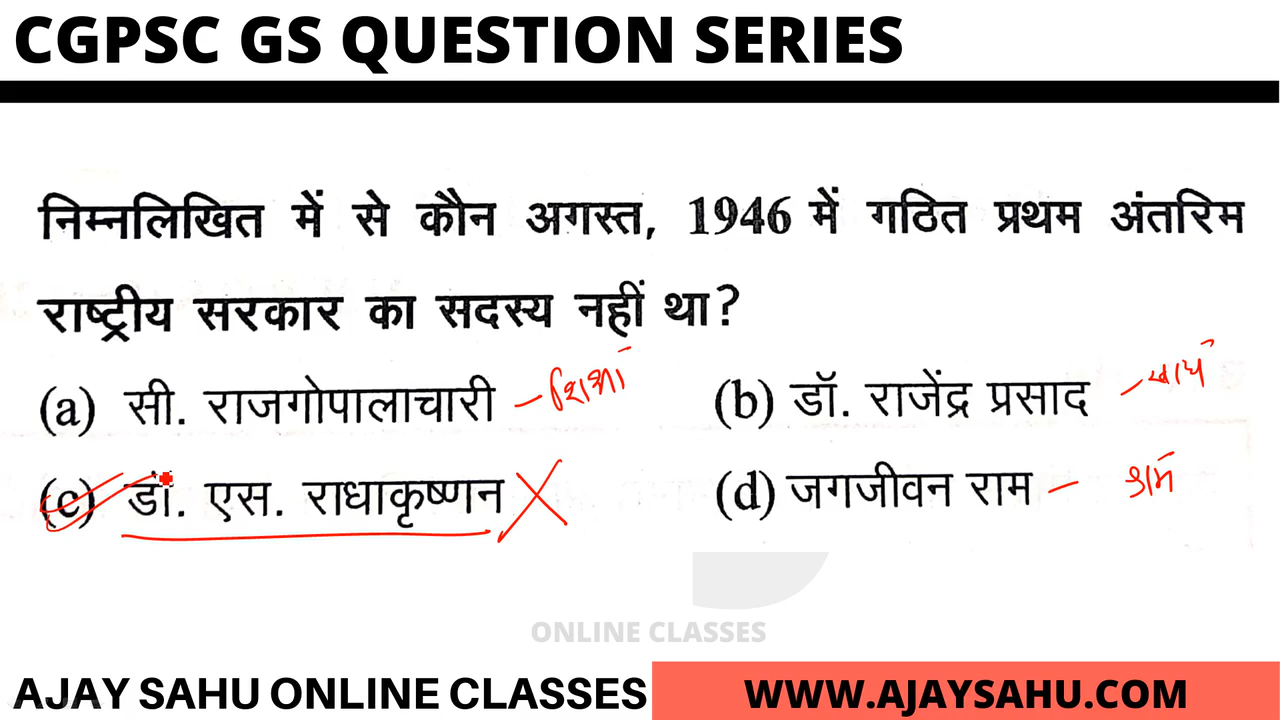 CGPSC GS QUESTION SERIES
निम्नलिखित में से कौन अगस्त, 1946 में गठित प्रथम अंतरिम
राष्ट्रीय सरकार का सदस्य नहीं था?
(a) सी. राजगोपालाचारी – शिक्षा (b) डॉ. राजेंद्र प्रसाद – खाद्य
(c) डॉ. एस. राधाकृष्णन (d) जगजीवन राम – श्रम
ONLINE CLASSES
AJAY SAHU ONLINE CLASSES WWW.AJAYSAHU.COM